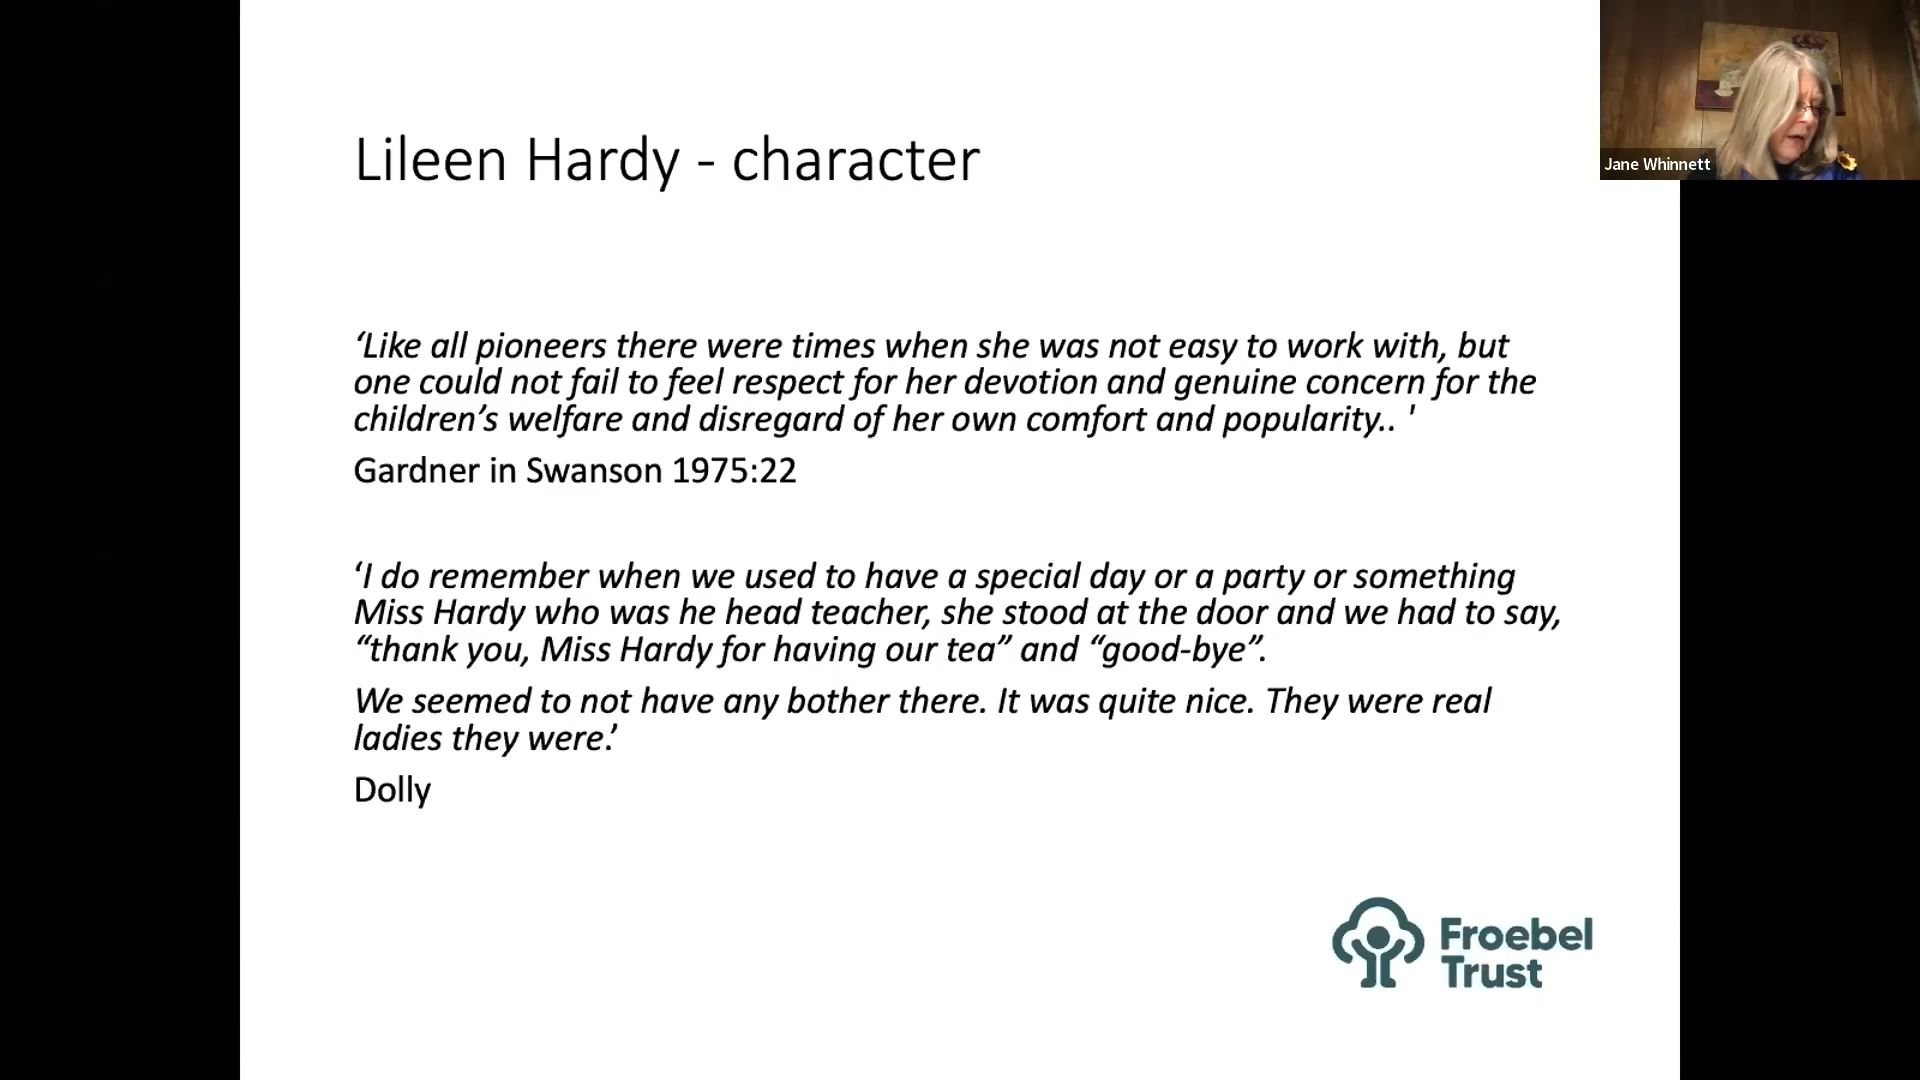 Lileen Hardy - character
Jane Whinnett
‘Like all pioneers there were times when she was not easy to work with, but
one could not fail to feel respect for her devotion and genuine concern for the
children’s welfare and disregard of her own comfort and popularity.. '
Gardner in Swanson 1975:22
‘I do remember when we used to have a special day or a party or something
Miss Hardy who was he head teacher, she stood at the door and we had to say,
“thank you, Miss Hardy for having our tea” and “good-bye”.
We seemed to not have any bother there. It was quite nice. They were real
ladies they were.’
Dolly
Froebel
Trust